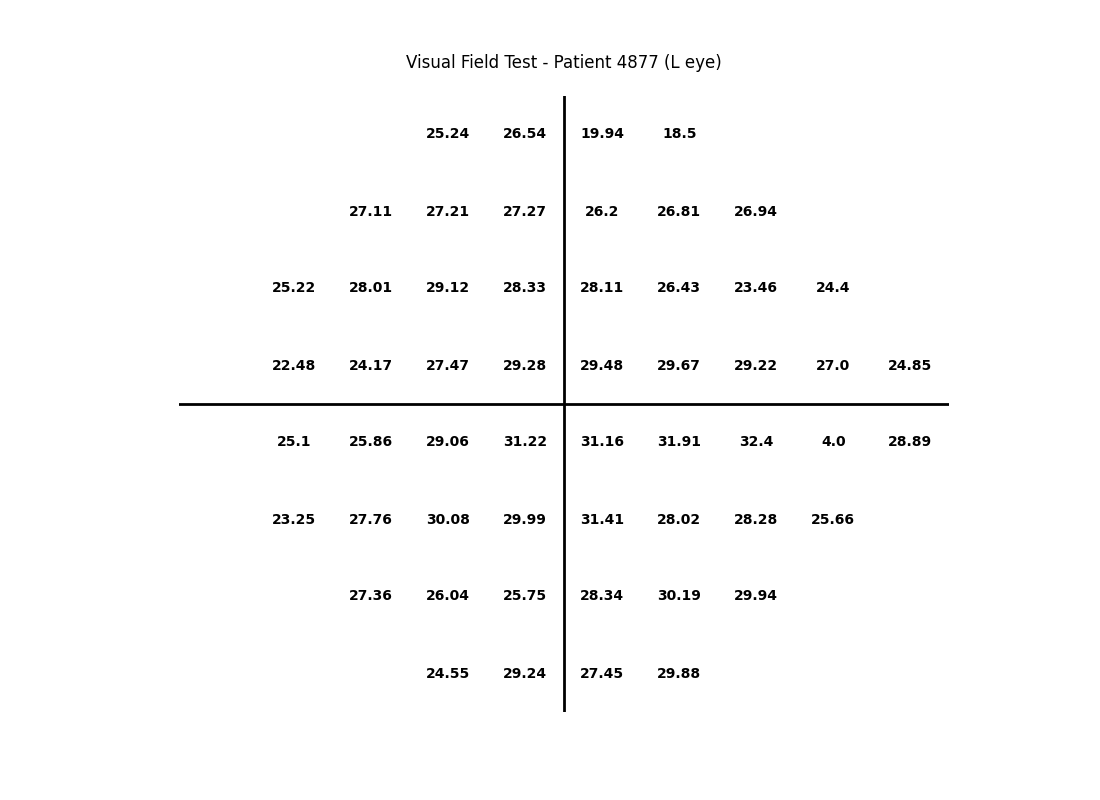 Visual Field Test - Patient 4877 (L eye)
25.24 26.54 19.94 18.5
27.11 27.21 27.27 26.2 26.81 26.94
25.22 28.01 29.12 28.33 28.11 26.43 23.46 24.4
22.48 24.17 27.47 29.28 29.48 29.67 29.22 27.0 24.85
25.1 25.86 29.06 31.22 31.16 31.91 32.4 4.0 28.89
23.25 27.76 30.08 29.99 31.41 28.02 28.28 25.66
27.36 26.04 25.75 28.34 30.19 29.94
24.55 29.24 27.45 29.88